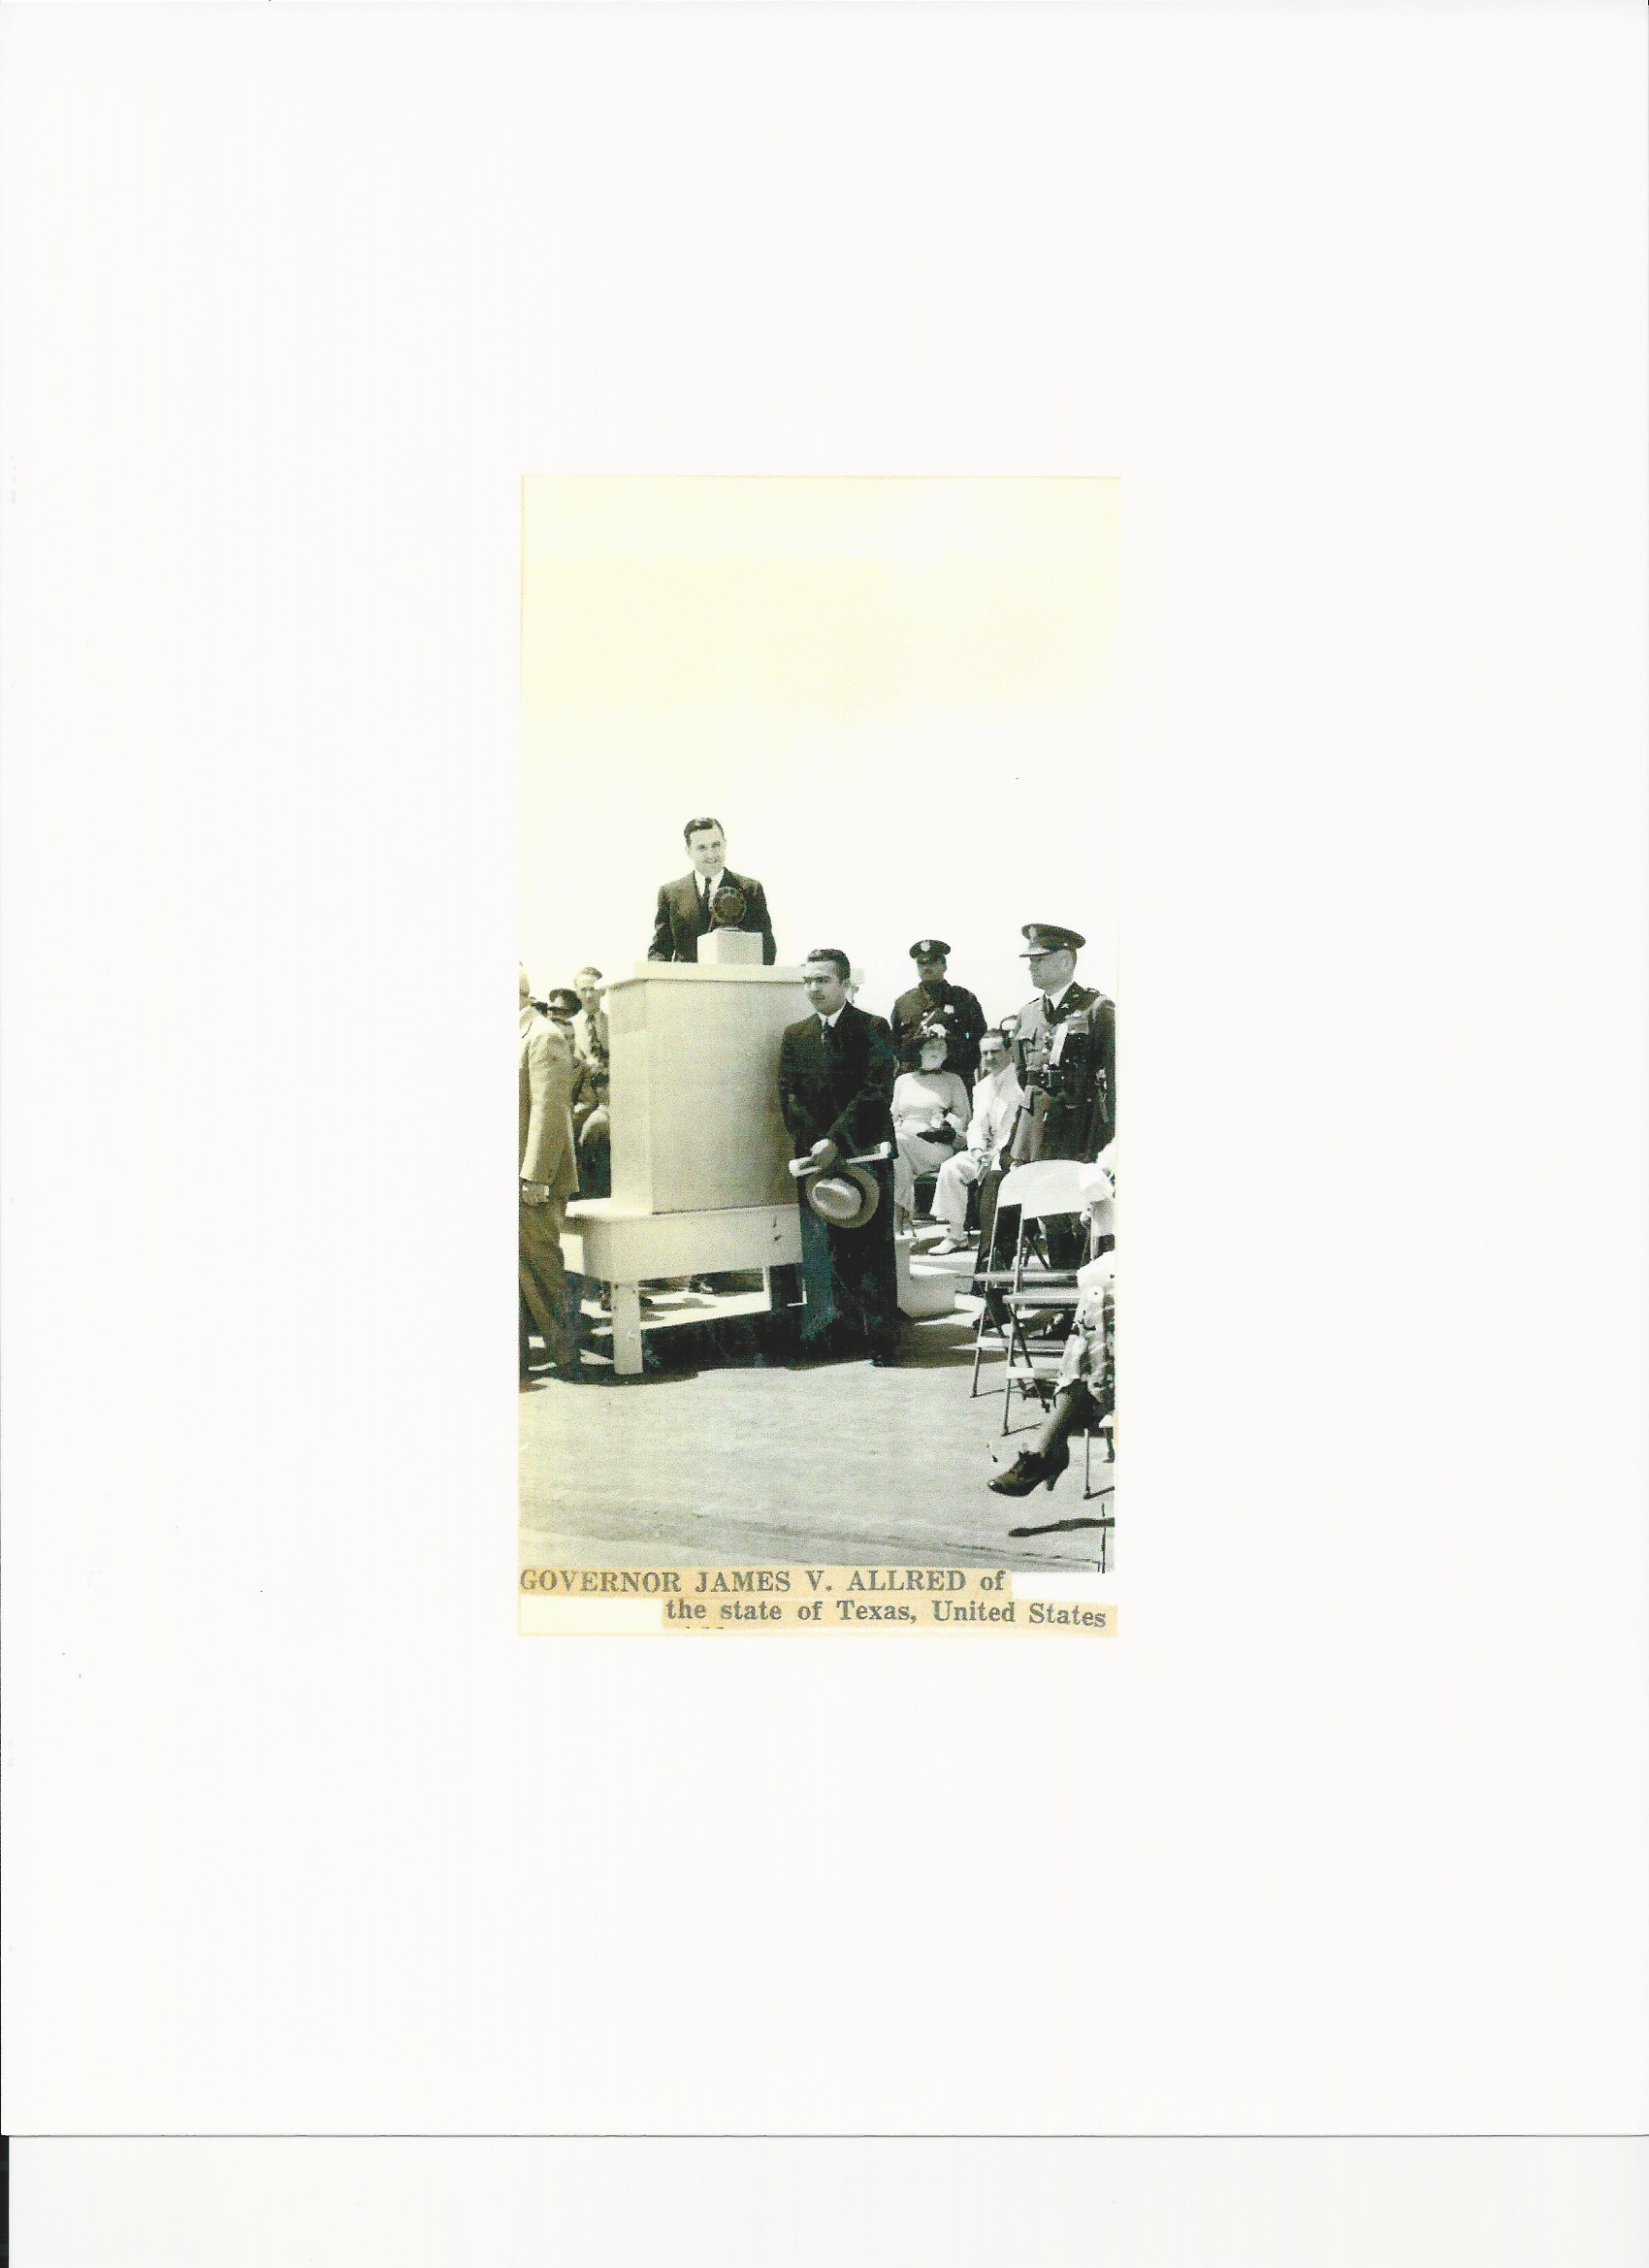 GOVERNOR JAMES V. ALLRED of
the state of Texas, United States